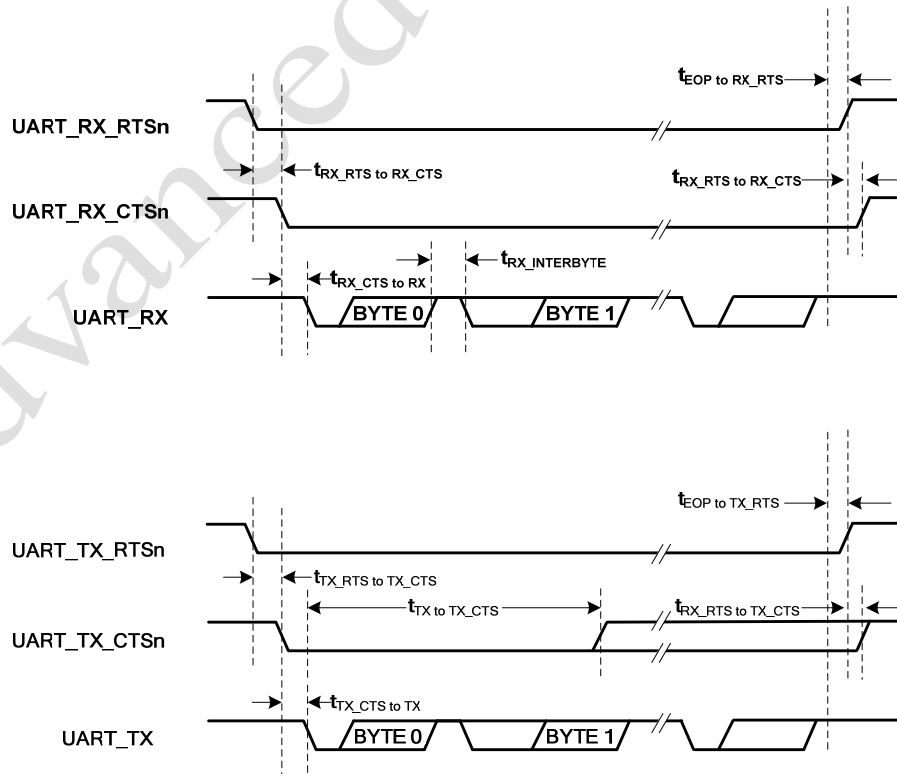 Advanced
tEOP to RX_RTS
UART_RX_RTSn
tRX_RTS to RX_CTS
tRX_RTS to RX_CTS
UART_RX_CTSn
tRX_INTERBYTE
tRX_CTS to RX
UART_RX
BYTE 0
BYTE 1
tEOP to TX_RTS
UART_TX_RTSn
tTX_RTS to TX_CTS
tTX to TX_CTS
tRX_RTS to TX_CTS
UART_TX_CTSn
tTX_CTS to TX
UART_TX
BYTE 0
BYTE 1